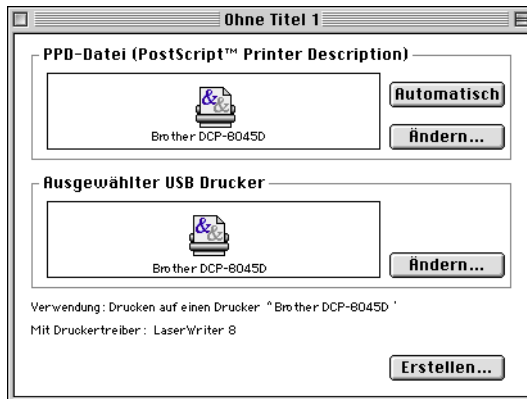 Ohne Titel 1
PPD-Datei (PostScript™ Printer Description)
&&
Brother DCP-8045D
Automatisch
Ändern...
Ausgewählter USB Drucker
&&
Brother DCP-8045D
Ändern...
Verwendung: Drucken auf einen Drucker "Brother DCP-8045D '
Mit Druckertreiber: LaserWriter 8
Erstellen...